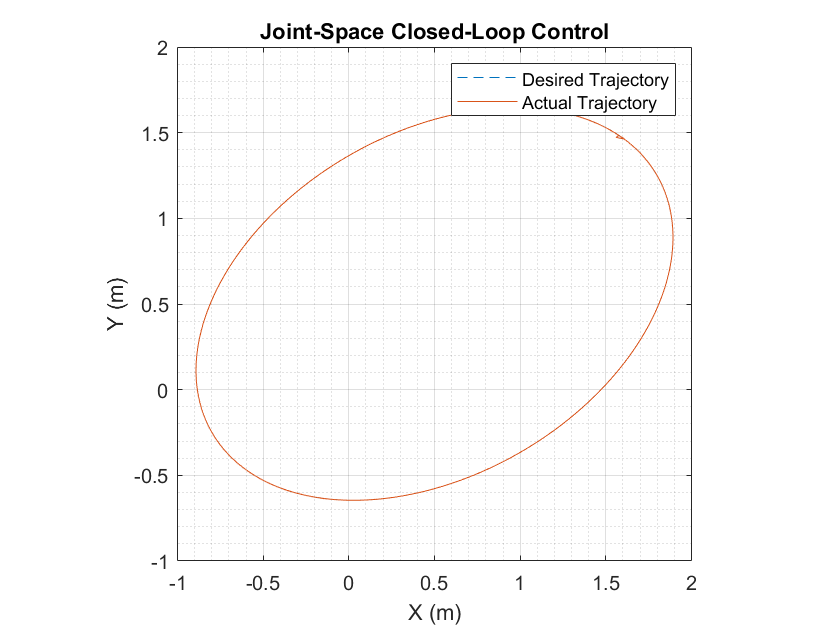 Joint-Space Closed-Loop Control
Desired Trajectory
Actual Trajectory
2
1.5
1
0.5
0
-0.5
-1
Y (m)
-1 -0.5 0 0.5 1 1.5 2
X (m)